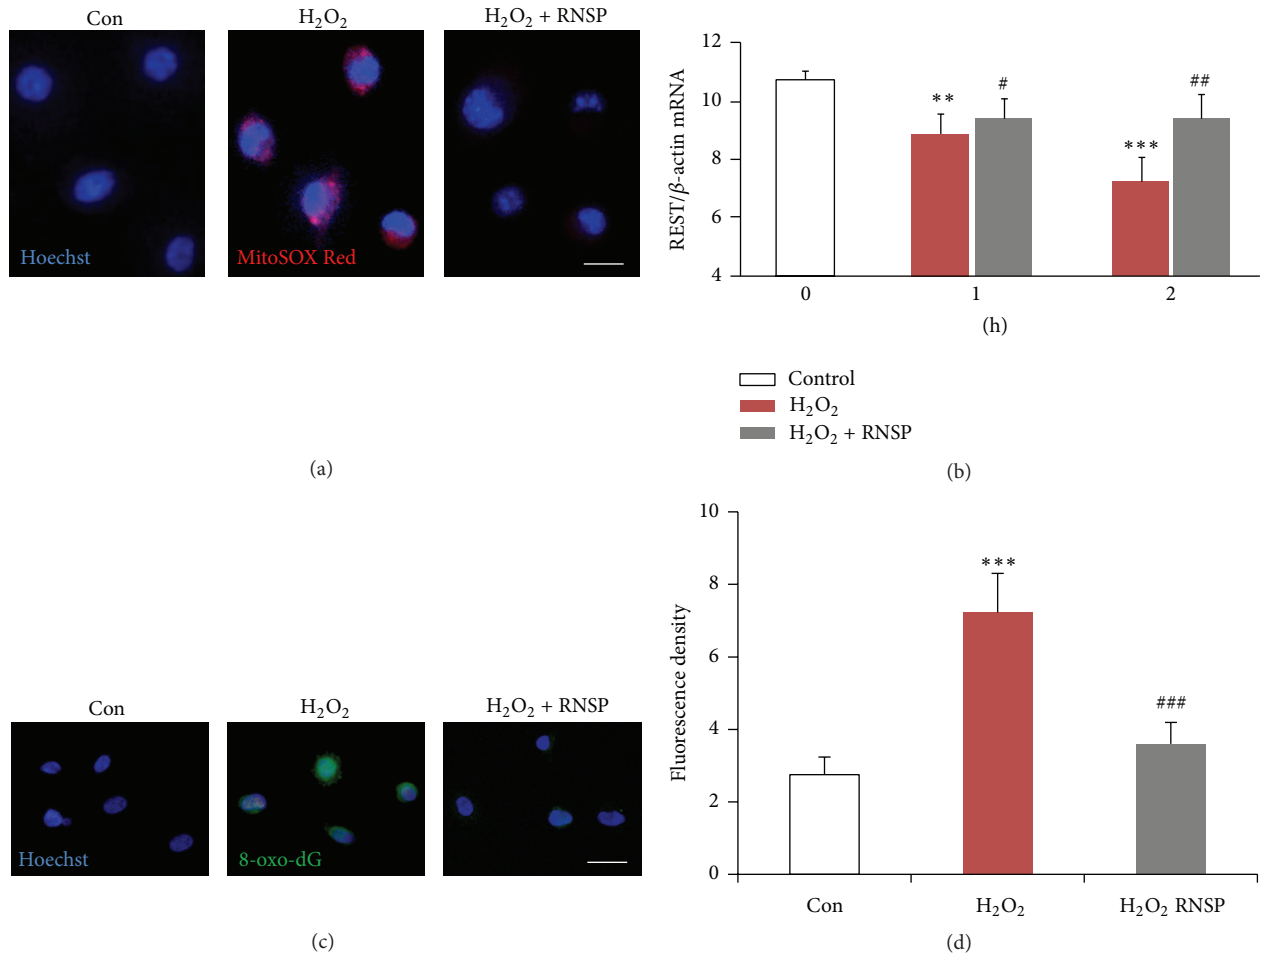 Con
H₂O₂
H₂O₂ + RNSP
Hoechst
MitoSOX Red
(a)
REST/β-actin mRNA
12
10
8
6
4
**
#
***
##
0
1
2
(h)
Control
H₂O₂
H₂O₂ + RNSP
(b)
Con
H₂O₂
H₂O₂ + RNSP
Hoechst
8-oxo-dG
(c)
Fluorescence density
10
8
6
4
2
0
***
###
Con
H₂O₂
H₂O₂ RNSP
(d)